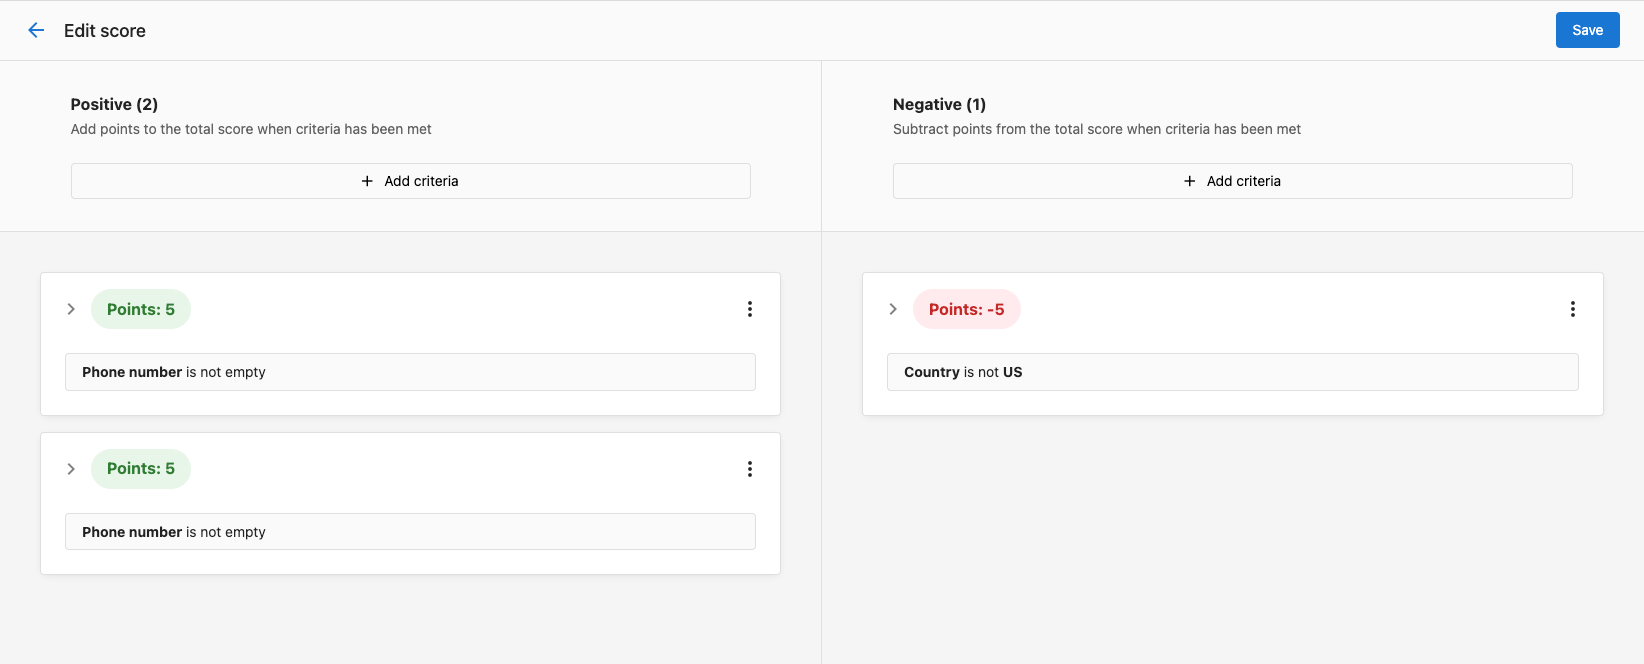 Edit score
Save
Positive (2)
Add points to the total score when criteria has been met
Add criteria
Points: 5
Phone number is not empty
Points: 5
Phone number is not empty
Negative (1)
Subtract points from the total score when criteria has been met
Add criteria
Points: -5
Country is not US